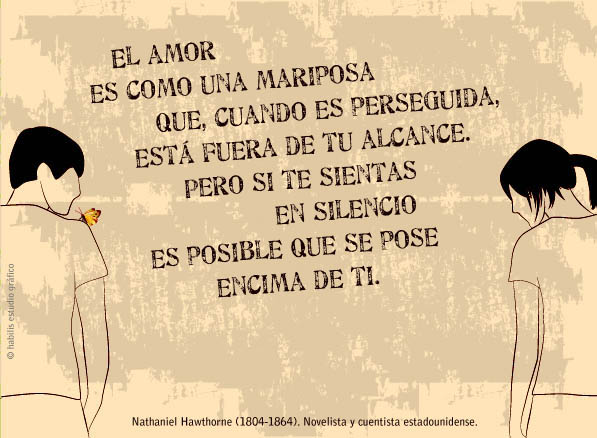 EL AMOR
ES COMO UNA MARIPOSA
QUE, CUANDO ES PERSEGUIDA,
ESTÁ FUERA DE TU ALCANCE.
PERO SI TE SIENTAS
EN SILENCIO
ES POSIBLE QUE SE POSE
ENCIMA DE TI.
© habilis estudio gráfico
Nathaniel Hawthorne (1804-1864). Novelista y cuentista estadounidense.